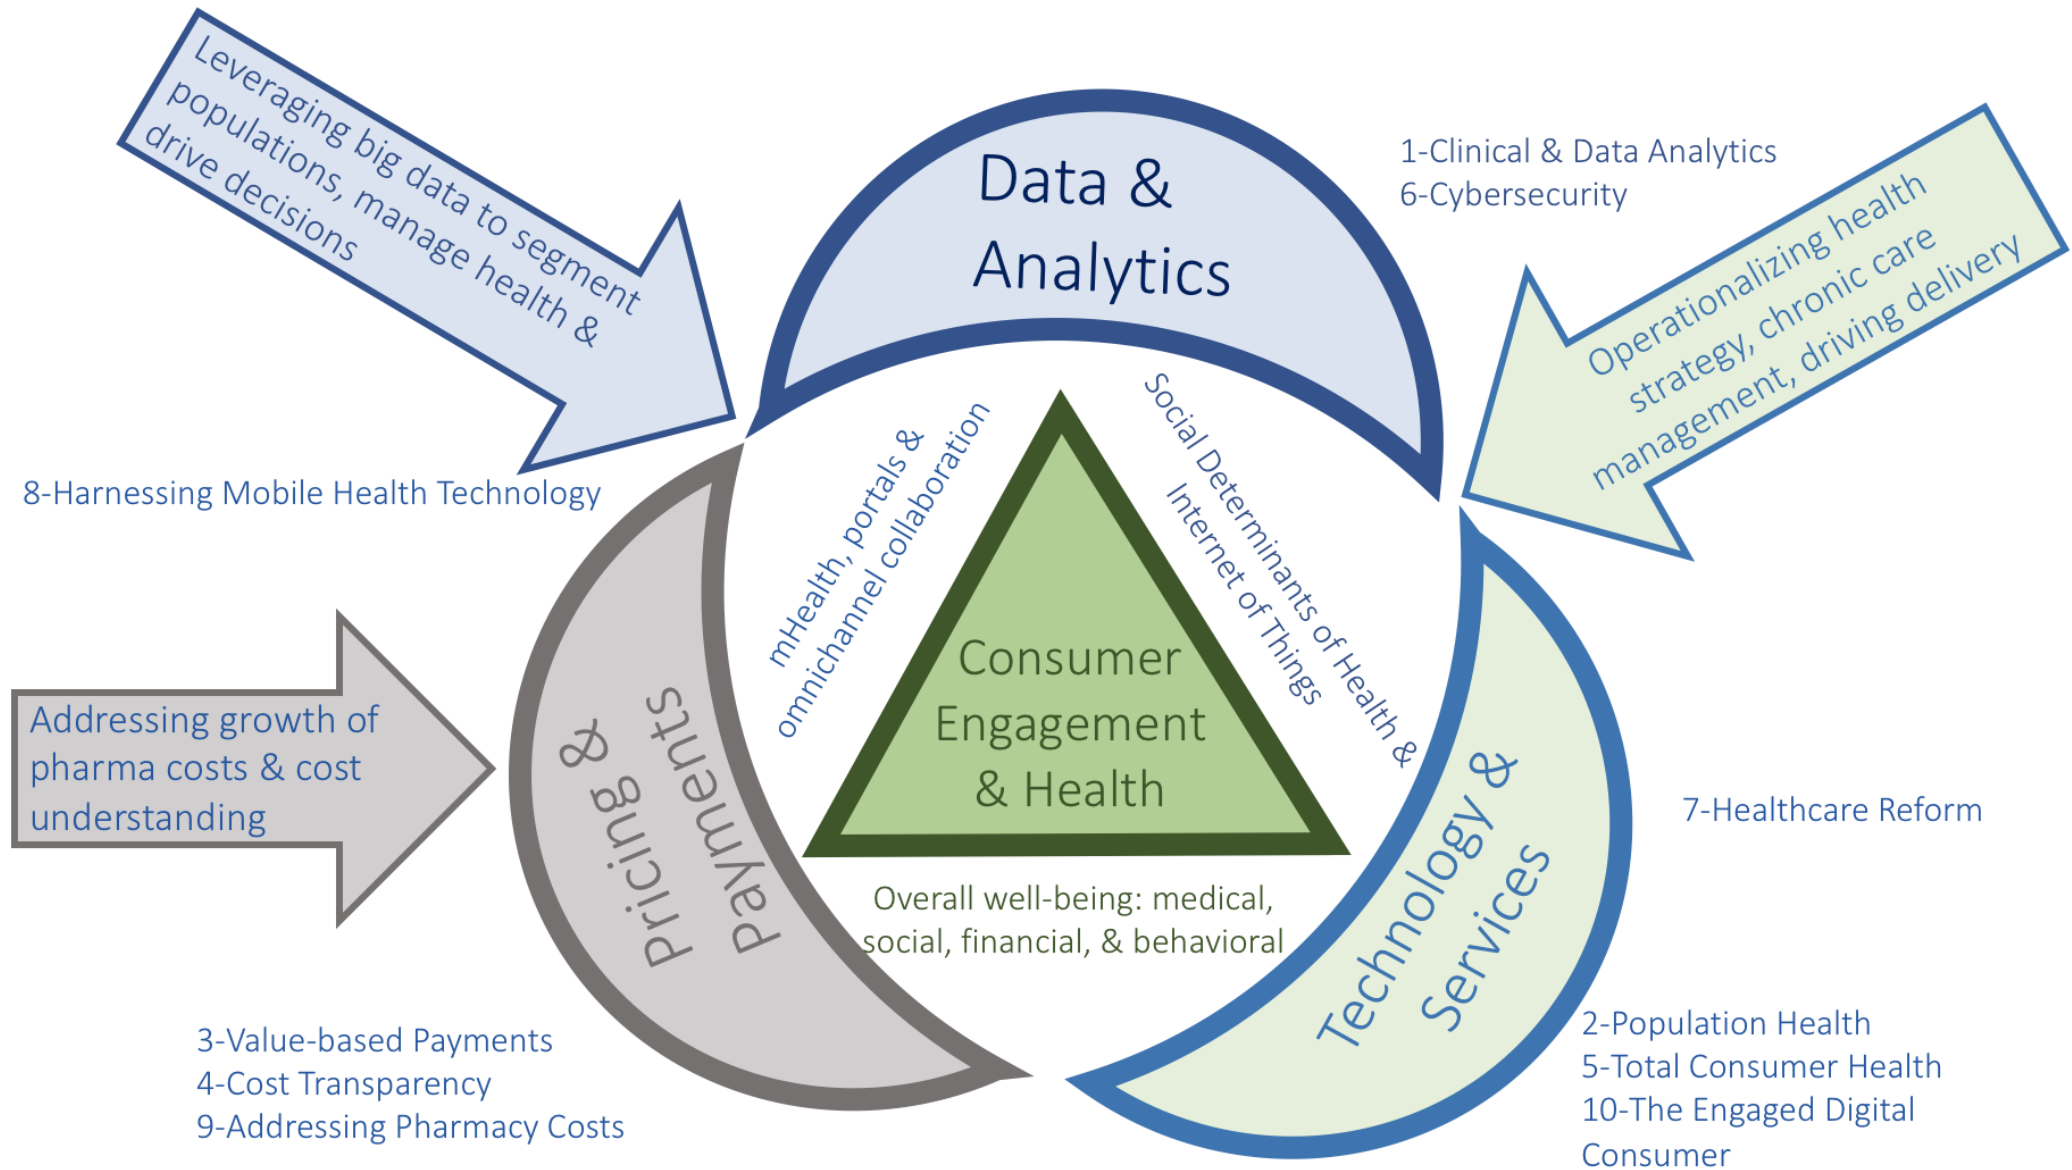 Leveraging big data to segment
populations, manage health &
drive decisions
Data &
Analytics
1-Clinical & Data Analytics
6-Cybersecurity
Operationalizing health
strategy, chronic care
management, driving delivery
8-Harnessing Mobile Health Technology
mHealth, portals &
omnichannel collaboration
Social Determinants of Health &
Internet of Things
Consumer
Engagement
& Health
Addressing growth of
pharma costs & cost
understanding
Pricing &
Payments
Technology &
Services
7-Healthcare Reform
Overall well-being: medical,
social, financial, & behavioral
3-Value-based Payments
4-Cost Transparency
9-Addressing Pharmacy Costs
2-Population Health
5-Total Consumer Health
10-The Engaged Digital
Consumer